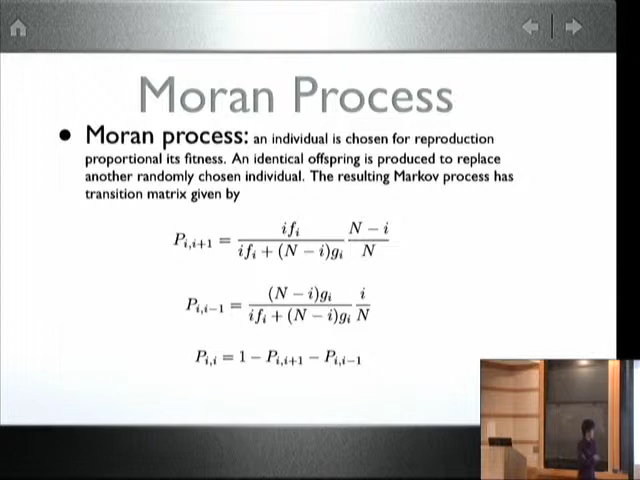 Moran Process
• Moran process: an individual is chosen for reproduction
proportional its fitness. An identical offspring is produced to replace
another randomly chosen individual. The resulting Markov process has
transition matrix given by
P_{i,i+1} = \frac{if_i}{if_i + (N - i)g_i} \frac{N - i}{N}
P_{i,i-1} = \frac{(N - i)g_i}{if_i + (N - i)g_i} \frac{i}{N}
P_{i,i} = 1 - P_{i,i+1} - P_{i,i-1}